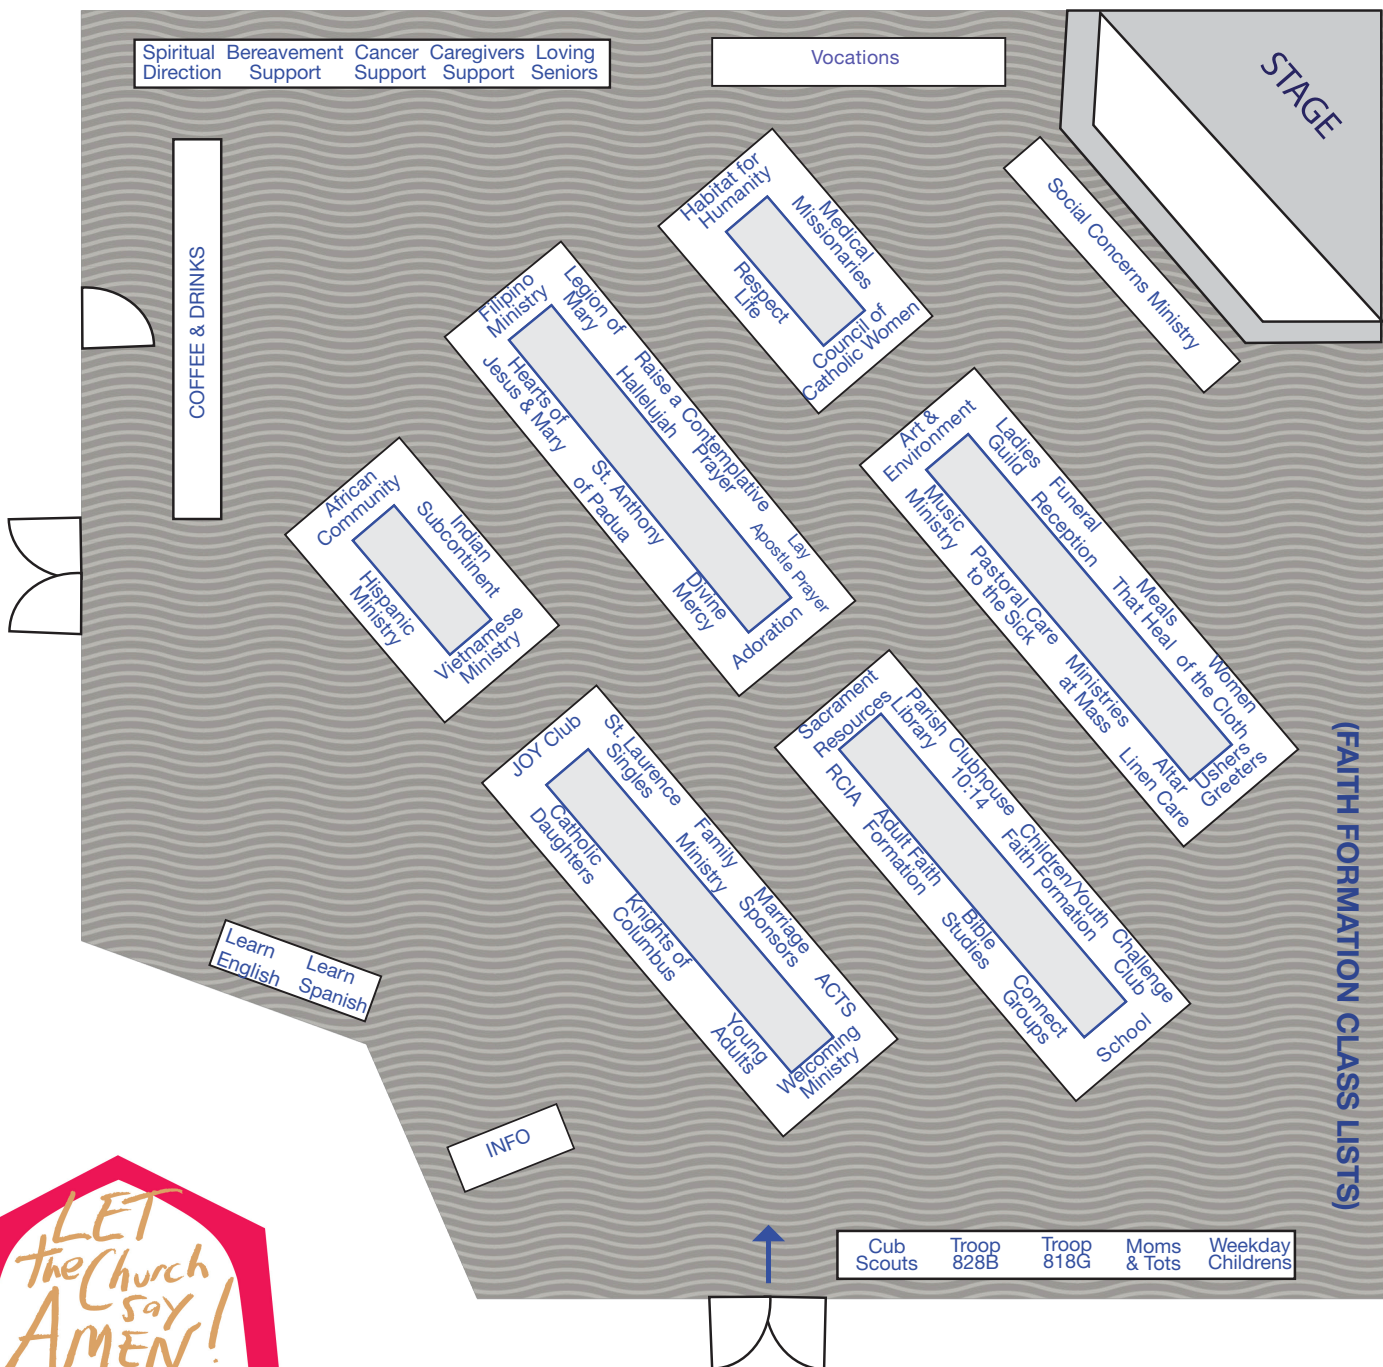 Spiritual
Direction
Bereavement
Support
Cancer
Support
Caregivers
Support
Loving
Seniors
Vocations
STAGE
COFFEE & DRINKS
Social Concerns Ministry
Habitat for
Humanity
Medical
Missionaries
Respect
Life
Council of
Catholic Women
Filipino
Ministry
Legion of
Mary
Raise a
Hallelujah
Contemplative
Prayer
Lay
Apostle Prayer
Hearts of
Jesus & Mary
St. Anthony
of Padua
Divine
Mercy
Adoration
African
Community
Indian
Subcontinent
Hispanic
Ministry
Vietnamese
Ministry
Art &
Environment
Ladies
Guild
Funeral
Reception
Meals
That Heal
Women
of the Cloth
Music
Ministry
Pastoral Care
to the Sick
Ministries
at Mass
Altar
Linen Care
Ushers
Greeters
Sacrament
Resources
Parish
Library
Clubhouse
10:14
Children/Youth
Faith Formation
Challenge
Club
RCIA
Adult Faith
Formation
Bible
Studies
Connect
Groups
School
JOY Club
St. Laurence
Singles
Family
Ministry
Marriage
Sponsors
ACTS
Catholic
Daughters
Knights of
Columbus
Young
Adults
Welcoming
Ministry
(FAITH FORMATION CLASS LISTS)
Learn
English
Learn
Spanish
INFO
Cub
Scouts
Troop
828B
Troop
818G
Moms
& Tots
Weekday
Childrens
LET
the Church
say
AMEN!